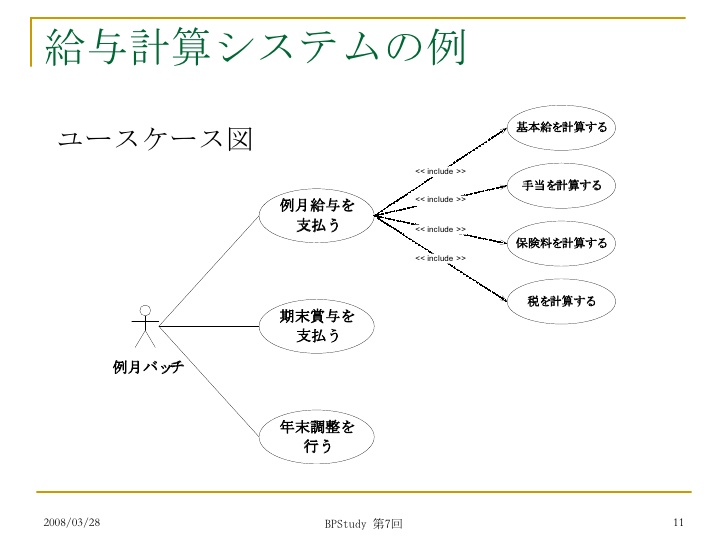 給与計算システムの例
ユースケース図
基本給を計算する
<< include >>
手当を計算する
<< include >>
例月給与を
支払う
<< include >>
保険料を計算する
<< include >>
税を計算する
期末賞与を
支払う
例月バッチ
年末調整を
行う
2008/03/28
BPStudy 第7回
11